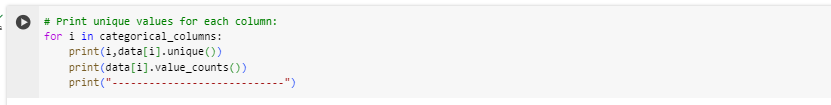 # Print unique values for each column:
for i in categorical_columns:
    print(i,data[i].unique())
    print(data[i].value_counts())
    print("---------------------------")